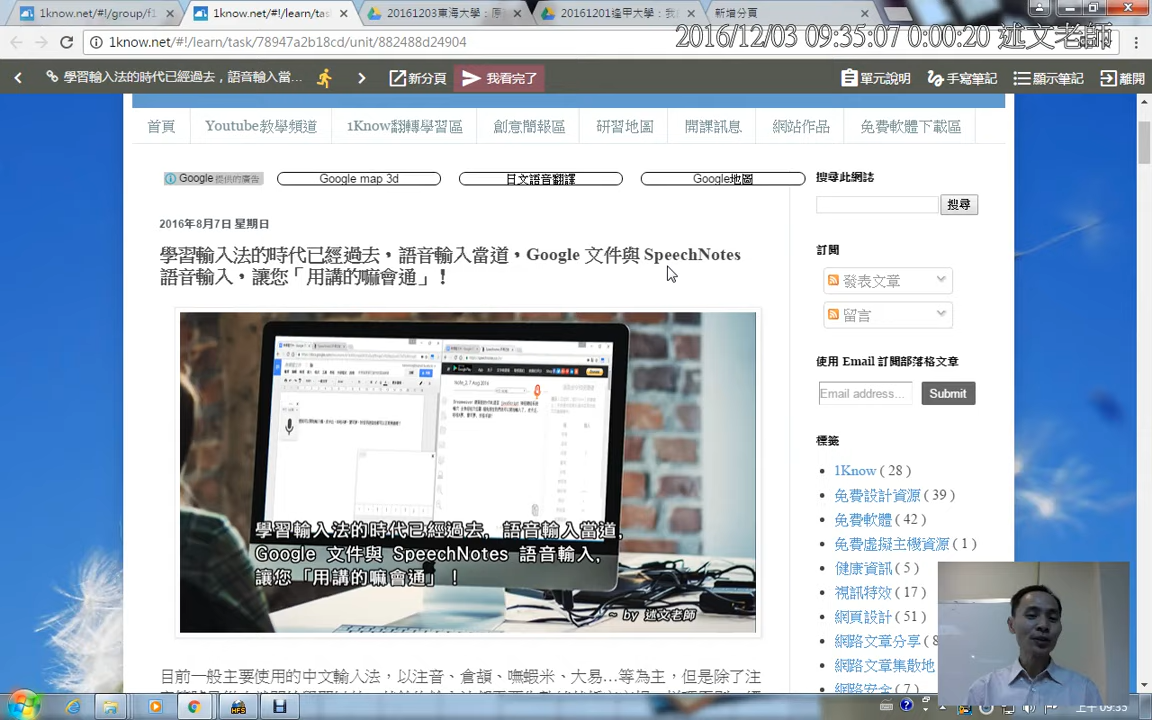 1know.net/#!/group/f1
1know.net/#!/learn/tas
20161203東海大學：原
20161201逢甲大學：我
新增分頁
1know.net/#!/learn/task/78947a2b18cd/unit/882488d24904
2016/12/03 09:35:07 0:00:20 述文老師
學習輸入法的時代已經過去，語音輸入當...
新分頁
我看完了
單元說明
手寫筆記
顯示筆記
離開
首頁
Youtube教學頻道
1Know翻轉學習區
創意簡報區
研習地圖
開課訊息
網站作品
免費軟體下載區
Google 提供的廣告
Google map 3d
日文語音翻譯
Google地圖
2016年8月7日 星期日
學習輸入法的時代已經過去，語音輸入當道，Google 文件與 SpeechNotes
語音輸入，讓您「用講的嘛會通」！
學習輸入法的時代已經過去，語音輸入當道，
Google 文件與 SpeechNotes 語音輸入，
讓您「用講的嘛會通」！
~ by 述文老師
目前一般主要使用的中文輸入法，以注音、倉頡、嘸蝦米、大易...等為主，但是除了注
搜尋此網誌
搜尋
訂閱
發表文章
留言
使用 Email 訂閱部落格文章
Email address...
Submit
標籤
1Know ( 28 )
免費設計資源 ( 39 )
免費軟體 ( 42 )
免費虛擬主機資源 ( 1 )
健康資訊 ( 5 )
視訊特效 ( 17 )
網頁設計 ( 51 )
網路文章分享 ( 8
網路文章集散地
網路安全 ( 7 )
HFS
上午 09:35